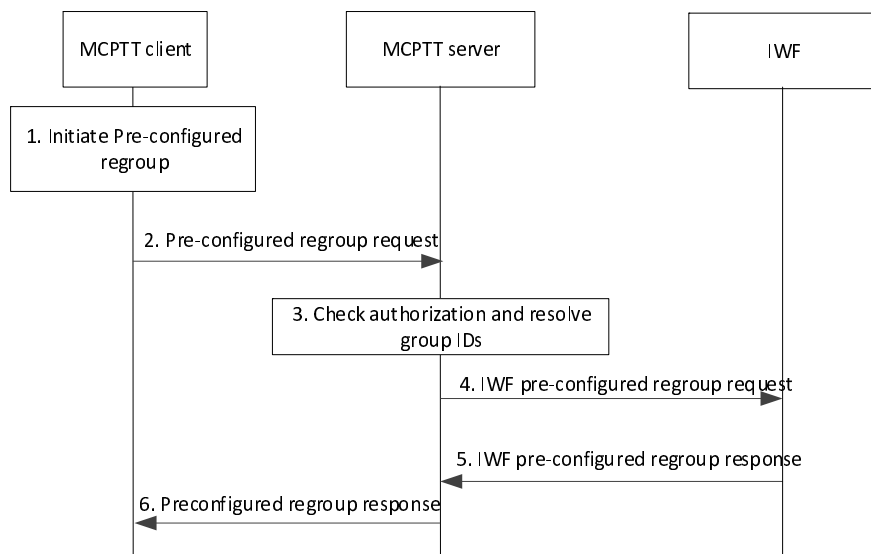 MCPTT client
MCPTT server
IWF
1. Initiate Pre-configured
regroup
2. Pre-configured regroup request
3. Check authorization and resolve
group IDs
4. IWF pre-configured regroup request
5. IWF pre-configured regroup response
6. Preconfigured regroup response